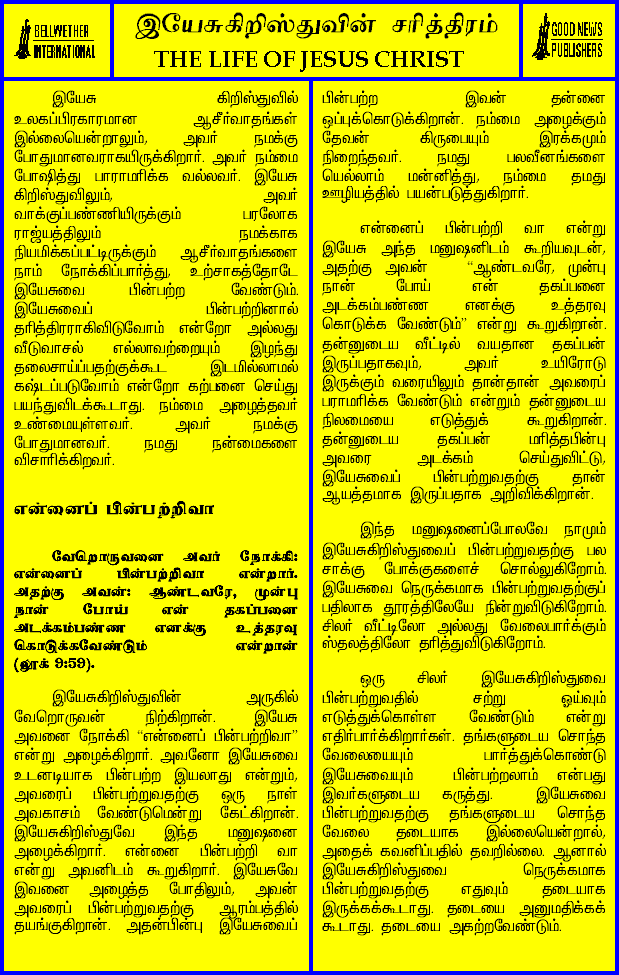 BELLWETHER
INTERNATIONAL
இயேசுகிறிஸ்துவின் சரித்திரம்
THE LIFE OF JESUS CHRIST
GOOD NEWS
PUBLISHERS
இயேசு கிறிஸ்துவில்
உலகப்பிரகாரமான ஆசீர்வாதங்கள்
இல்லையென்றாலும், அவர் நமக்கு
போதுமானவராகயிருக்கிறார். அவர் நம்மை
போஷித்து பாராமரிக்க வல்லவர். இயேசு
கிறிஸ்துவிலும், அவர்
வாக்குப்பண்ணியிருக்கும் பரலோக
ராஜ்யத்திலும் நமக்காக
நியமிக்கப்பட்டிருக்கும் ஆசீர்வாதங்களை
நாம் நோக்கிப்பார்த்து, உற்சாகத்தோடே
இயேசுவை பின்பற்ற வேண்டும்.
இயேசுவைப் பின்பற்றினால்
தரித்திரராகிவிடுவோம் என்றோ அல்லது
வீடுவாசல் எல்லாவற்றையும் இழந்து
தலைசாய்ப்பதற்குக்கூட இடமில்லாமல்
கஷ்டப்படுவோம் என்றோ கற்பனை செய்து
பயந்துவிடக்கூடாது. நம்மை அழைத்தவர்
உண்மையுள்ளவர். அவர் நமக்கு
போதுமானவர். நமது நன்மைகளை
விசாரிக்கிறவர்.
என்னைப் பின்பற்றிவா
வேறொருவனை அவர் நோக்கி:
என்னைப் பின்பற்றிவா என்றார்.
அதற்கு அவன்: ஆண்டவரே, முன்பு
நான் போய் என் தகப்பனை
அடக்கம்பண்ண எனக்கு உத்தரவு
கொடுக்கவேண்டும் என்றான்
(லூக் 9:59).
இயேசுகிறிஸ்துவின் அருகில்
வேறொருவன் நிற்கிறான். இயேசு
அவனை நோக்கி “என்னைப் பின்பற்றிவா”
என்று அழைக்கிறார். அவனோ இயேசுவை
உடனடியாக பின்பற்ற இயலாது என்றும்,
அவரைப் பின்பற்றுவதற்கு ஒரு நாள்
அவகாசம் வேண்டுமென்று கேட்கிறான்.
இயேசுகிறிஸ்துவே இந்த மனுஷனை
அழைக்கிறார். என்னை பின்பற்றி வா
என்று அவனிடம் கூறுகிறார். இயேசுவே
இவனை அழைத்த போதிலும், அவன்
அவரைப் பின்பற்றுவதற்கு ஆரம்பத்தில்
தயங்குகிறான். அதன்பின்பு இயேசுவைப்
பின்பற்ற இவன் தன்னை
ஒப்புக்கொடுக்கிறான். நம்மை அழைக்கும்
தேவன் கிருபையும் இரக்கமும்
நிறைந்தவர். நமது பலவீனங்களை
யெல்லாம் மன்னித்து, நம்மை தமது
ஊழியத்தில் பயன்படுத்துகிறார்.
என்னைப் பின்பற்றி வா என்று
இயேசு அந்த மனுஷனிடம் கூறியவுடன்,
அதற்கு அவன் “ஆண்டவரே, முன்பு
நான் போய் என் தகப்பனை
அடக்கம்பண்ண எனக்கு உத்தரவு
கொடுக்க வேண்டும்” என்று கூறுகிறான்.
தன்னுடைய வீட்டில் வயதான தகப்பன்
இருப்பதாகவும், அவர் உயிரோடு
இருக்கும் வரையிலும் தான்தான் அவரைப்
பராமரிக்க வேண்டும் என்றும் தன்னுடைய
நிலமையை எடுத்துக் கூறுகிறான்.
தன்னுடைய தகப்பன் மரித்தபின்பு
அவரை அடக்கம் செய்துவிட்டு,
இயேசுவைப் பின்பற்றுவதற்கு தான்
ஆயத்தமாக இருப்பதாக அறிவிக்கிறான்.
இந்த மனுஷனைப்போலவே நாமும்
இயேசுகிறிஸ்துவைப் பின்பற்றுவதற்கு பல
சாக்கு போக்குகளைச் சொல்லுகிறோம்.
இயேசுவை நெருக்கமாக பின்பற்றுவதற்குப்
பதிலாக தூரத்திலேயே நின்றுவிடுகிறோம்.
சிலர் வீட்டிலோ அல்லது வேலைபார்க்கும்
ஸ்தலத்திலோ தரித்துவிடுகிறோம்.
ஒரு சிலர் இயேசுகிறிஸ்துவை
பின்பற்றுவதில் சற்று ஓய்வும்
எடுத்துக்கொள்ள வேண்டும் என்று
எதிர்பார்க்கிறார்கள். தங்களுடைய சொந்த
வேலையையும் பார்த்துக்கொண்டு
இயேசுவையும் பின்பற்றலாம் என்பது
இவர்களுடைய கருத்து. இயேசுவை
பின்பற்றுவதற்கு தங்களுடைய சொந்த
வேலை தடையாக இல்லையென்றால்,
அதைக் கவனிப்பதில் தவறில்லை. ஆனால்
இயேசுகிறிஸ்துவை நெருக்கமாக
பின்பற்றுவதற்கு எதுவும் தடையாக
இருக்கக்கூடாது. தடையை அனுமதிக்கக்
கூடாது. தடையை அகற்றவேண்டும்.